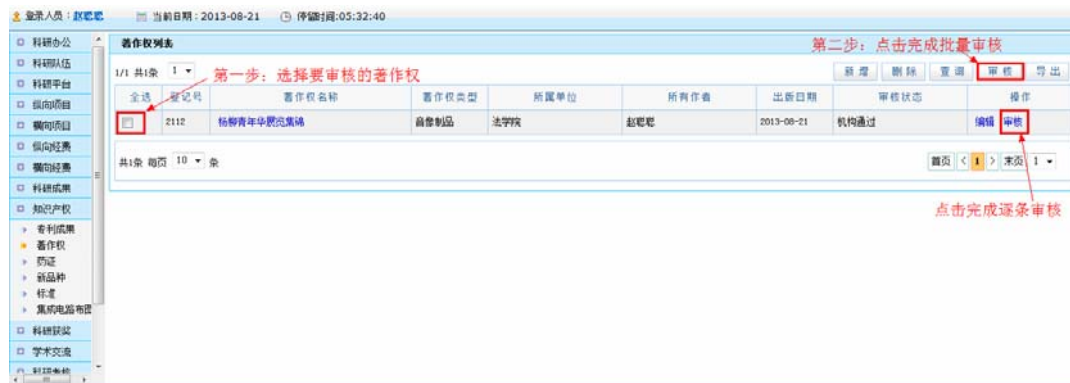 登录人员：赵聪聪 当前日期：2013-08-21 停留时间:05:32:40
科研办公
科研队伍
科研平台
纵向项目
横向项目
纵向经费
横向经费
科研成果
知识产权
专利成果
著作权
药证
新品种
标准
集成电路布图
科研获奖
学术交流
科研考核
著作权列表
第二步：点击完成批量审核
1/1 共1条 1
第一步：选择要审核的著作权
新增 删除 查询 审核 导出
全选 登记号 著作权名称 著作权类型 所属单位 所有作者 出版日期 审核状态 操作
2112 杨柳青年华展览集锦 音像制品 法学院 赵聪聪 2013-08-21 机构通过 编辑 审核
共1条 每页 10 条
首页 < 1 > 末页 1
点击完成逐条审核